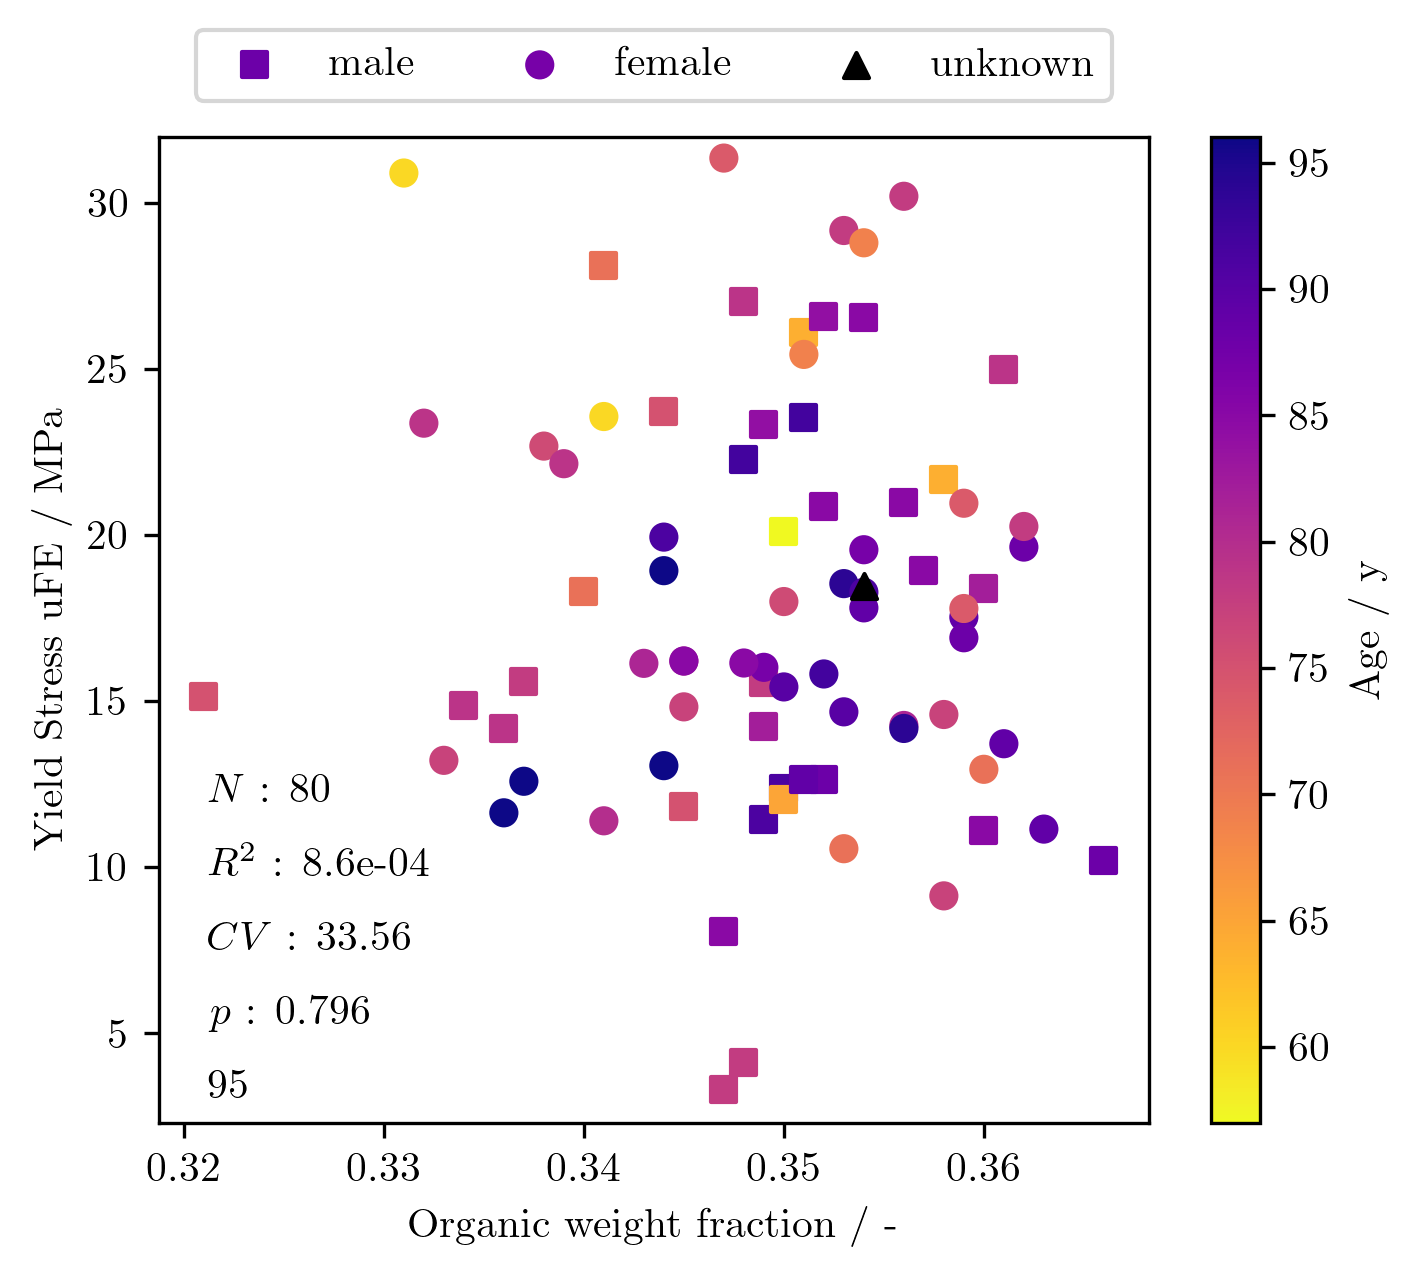 male female unknown
30
25
20
15
10
5
Yield Stress uFE / MPa
N : 80
R² : 8.6e-04
CV : 33.56
p : 0.796
95
0.32 0.33 0.34 0.35 0.36
Organic weight fraction / -
95
90
85
80
75
70
65
60
Age / y